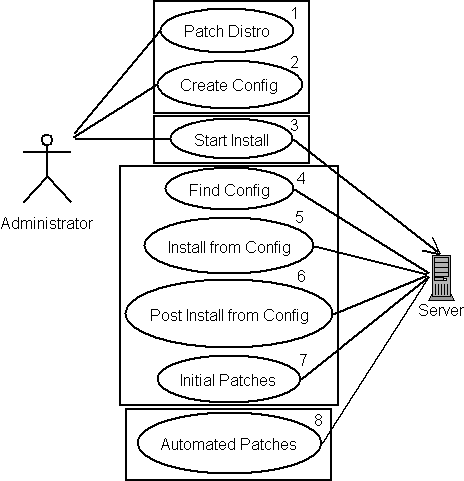 1
Patch Distro
2
Create Config
3
Start Install
4
Find Config
Administrator
5
Install from Config
6
Post Install from Config
Server
7
Initial Patches
8
Automated Patches